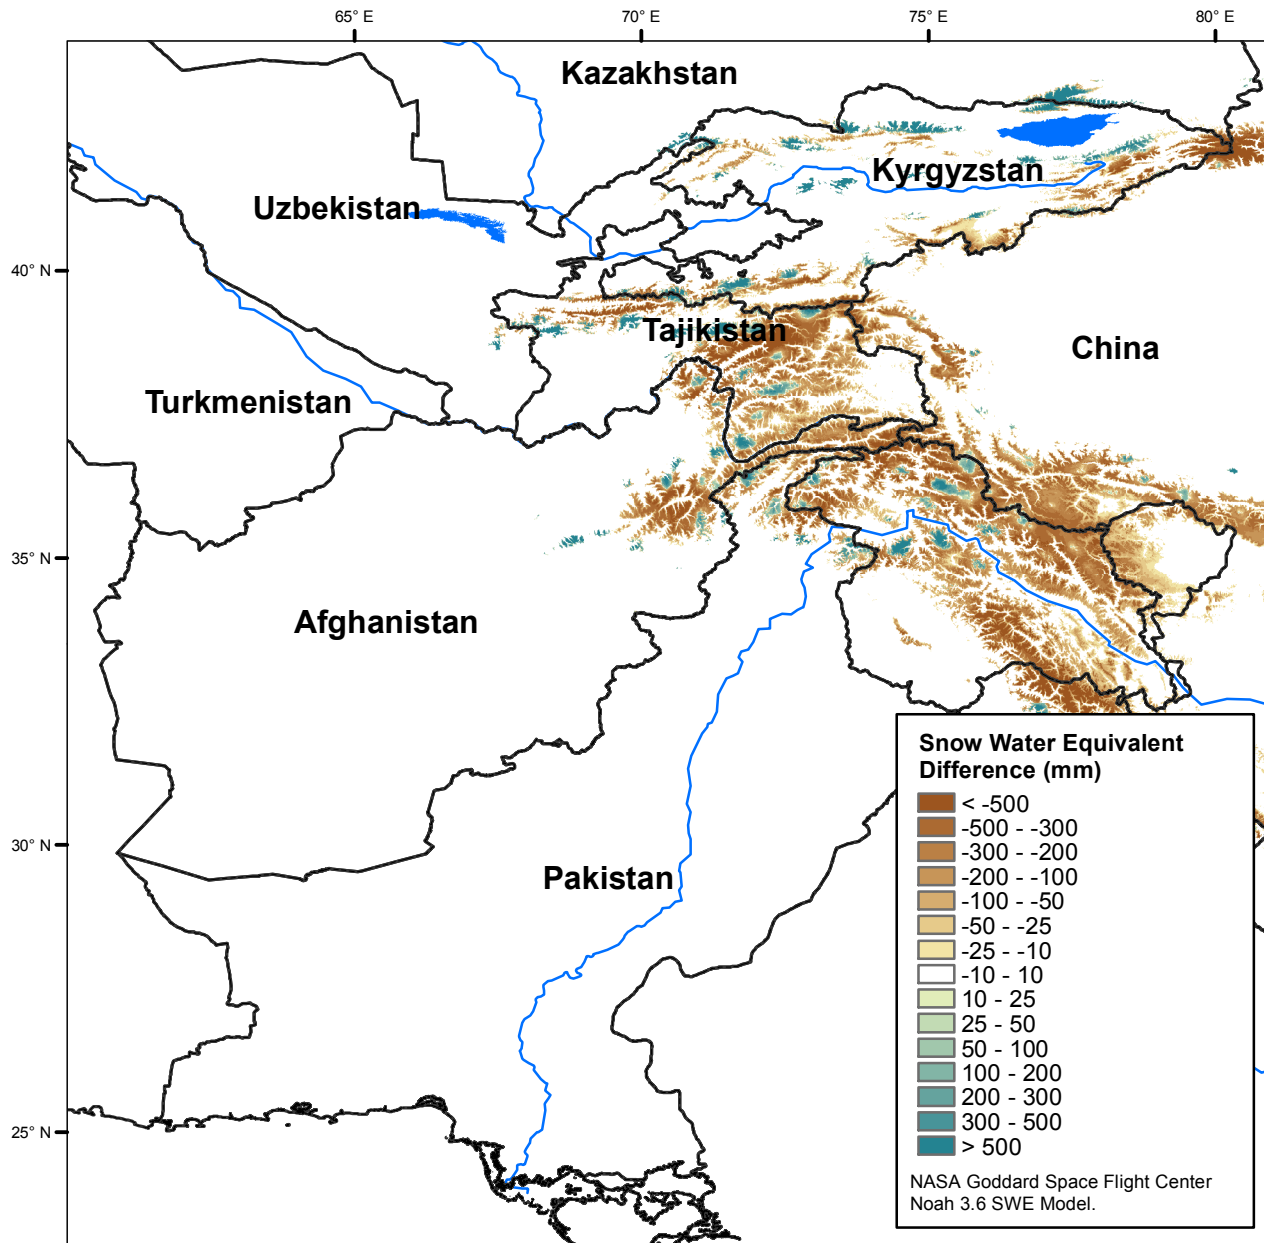 65° E
70° E
75° E
80° E
Kazakhstan
Kyrgyzstan
Uzbekistan
40° N
Tajikistan
China
Turkmenistan
35° N
Afghanistan
Snow Water Equivalent
Difference (mm)
< -500
-500 - -300
-300 - -200
-200 - -100
-100 - -50
-50 - -25
-25 - -10
-10 - 10
10 - 25
25 - 50
50 - 100
100 - 200
200 - 300
300 - 500
> 500
NASA Goddard Space Flight Center
Noah 3.6 SWE Model.
30° N
Pakistan
25° N